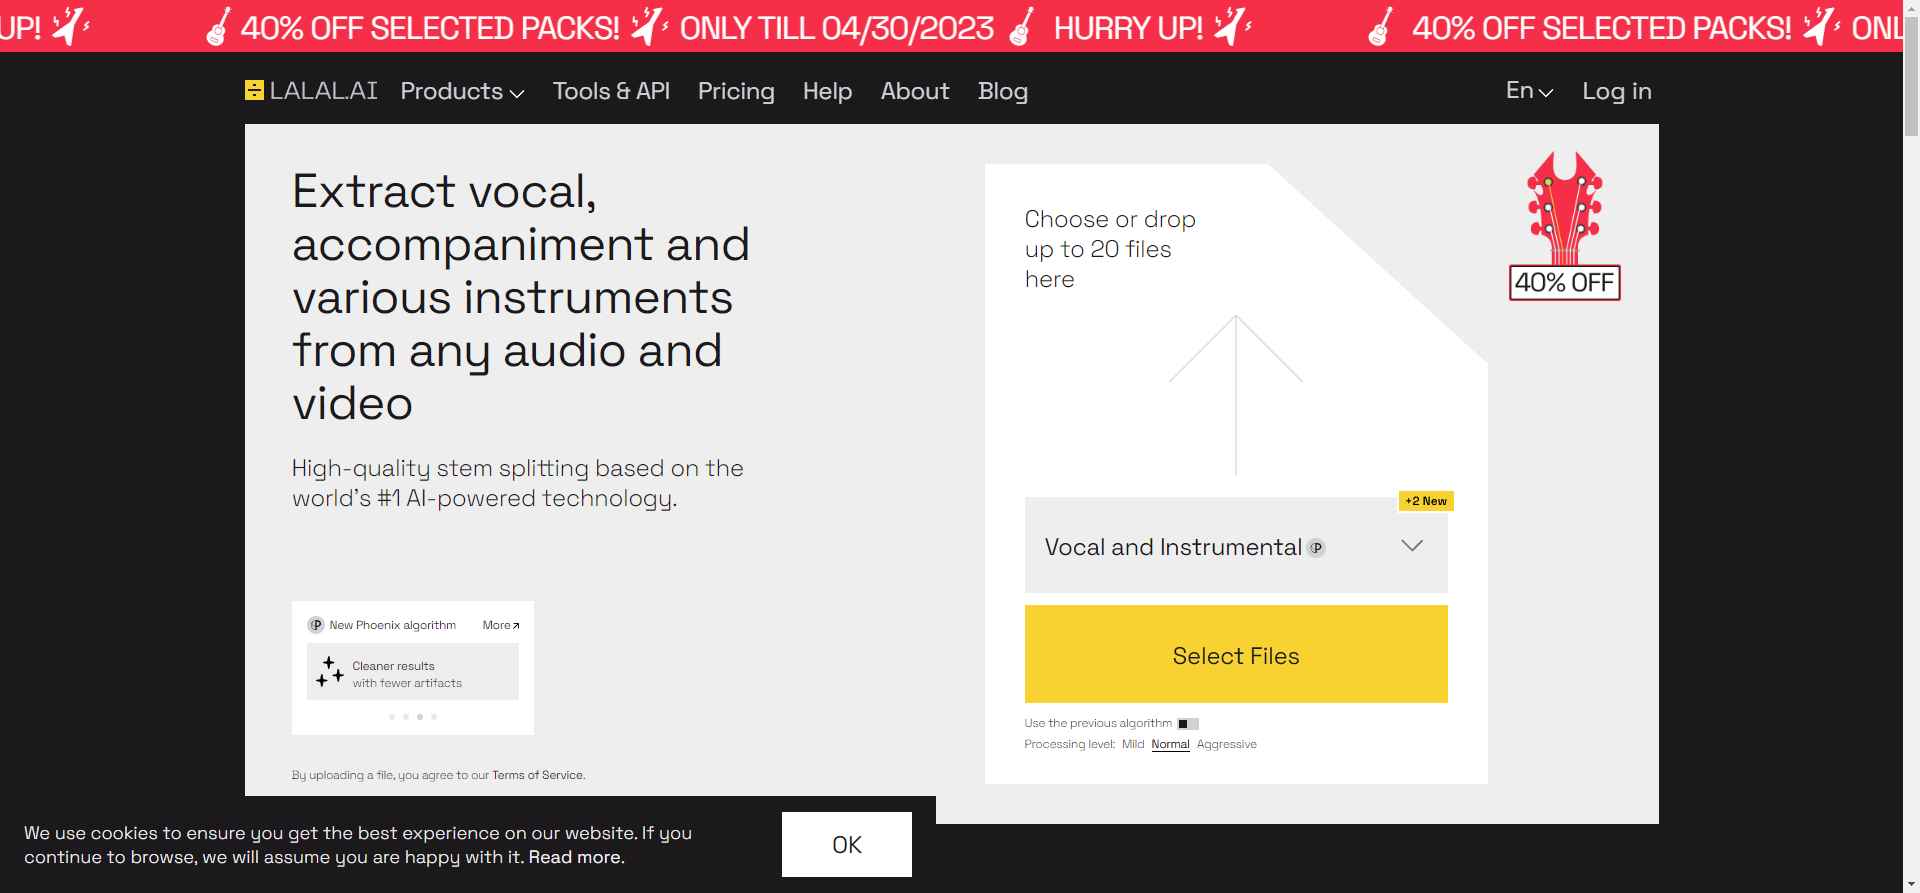 UP! 40% OFF SELECTED PACKS! ONLY TILL 04/30/2023 HURRY UP! 40% OFF SELECTED PACKS! ONL
LALAL.AI Products Tools & API Pricing Help About Blog En Log in
Extract vocal,
accompaniment and
various instruments
from any audio and
video
High-quality stem splitting based on the
world's #1 AI-powered technology.
New Phoenix algorithm More
Cleaner results
with fewer artifacts
By uploading a file, you agree to our Terms of Service.
Choose or drop
up to 20 files
here
40% OFF
+2 New
Vocal and Instrumental P
Select Files
Use the previous algorithm
Processing level: Mild Normal Aggressive
We use cookies to ensure you get the best experience on our website. If you
continue to browse, we will assume you are happy with it. Read more.
OK